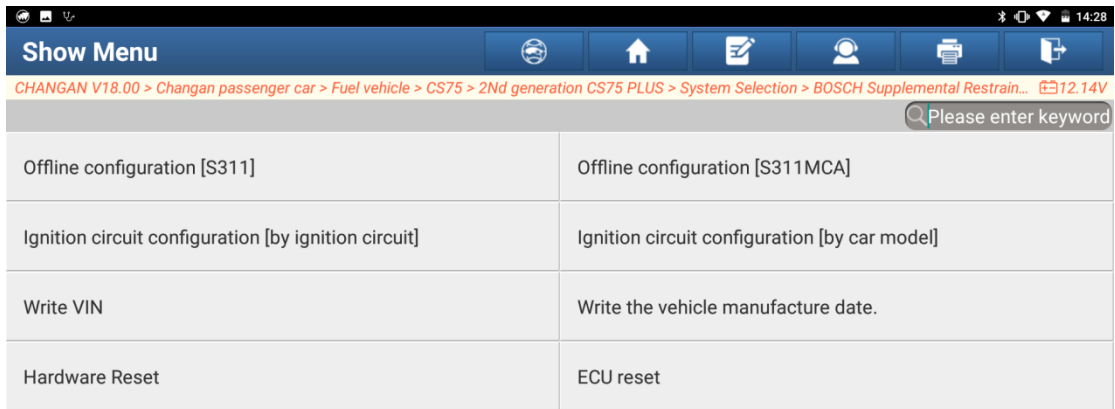 14:28
Show Menu
CHANGAN V18.00 > Changan passenger car > Fuel vehicle > CS75 > 2Nd generation CS75 PLUS > System Selection > BOSCH Supplemental Restrain... 12.14V
Please enter keyword
Offline configuration [S311]
Offline configuration [S311MCA]
Ignition circuit configuration [by ignition circuit]
Ignition circuit configuration [by car model]
Write VIN
Write the vehicle manufacture date.
Hardware Reset
ECU reset